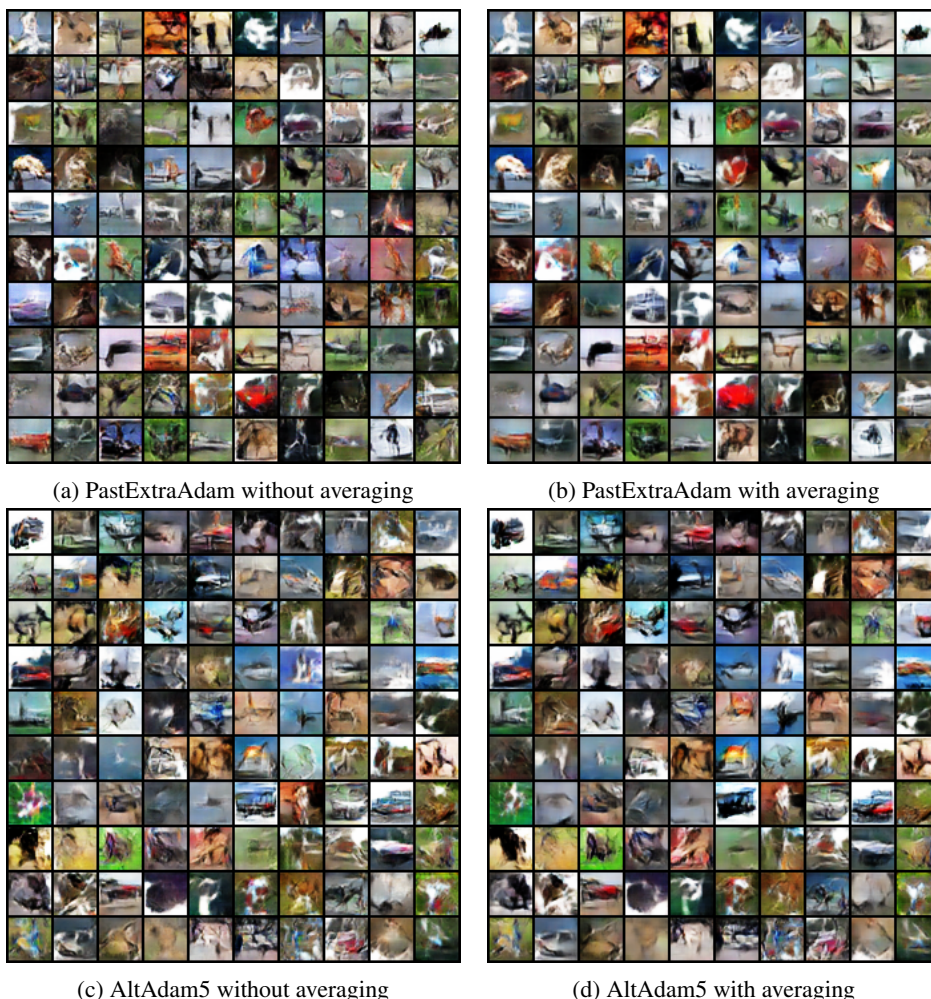 (a) PastExtraAdam without averaging
(b) PastExtraAdam with averaging
(c) AltAdam5 without averaging
(d) AltAdam5 with averaging